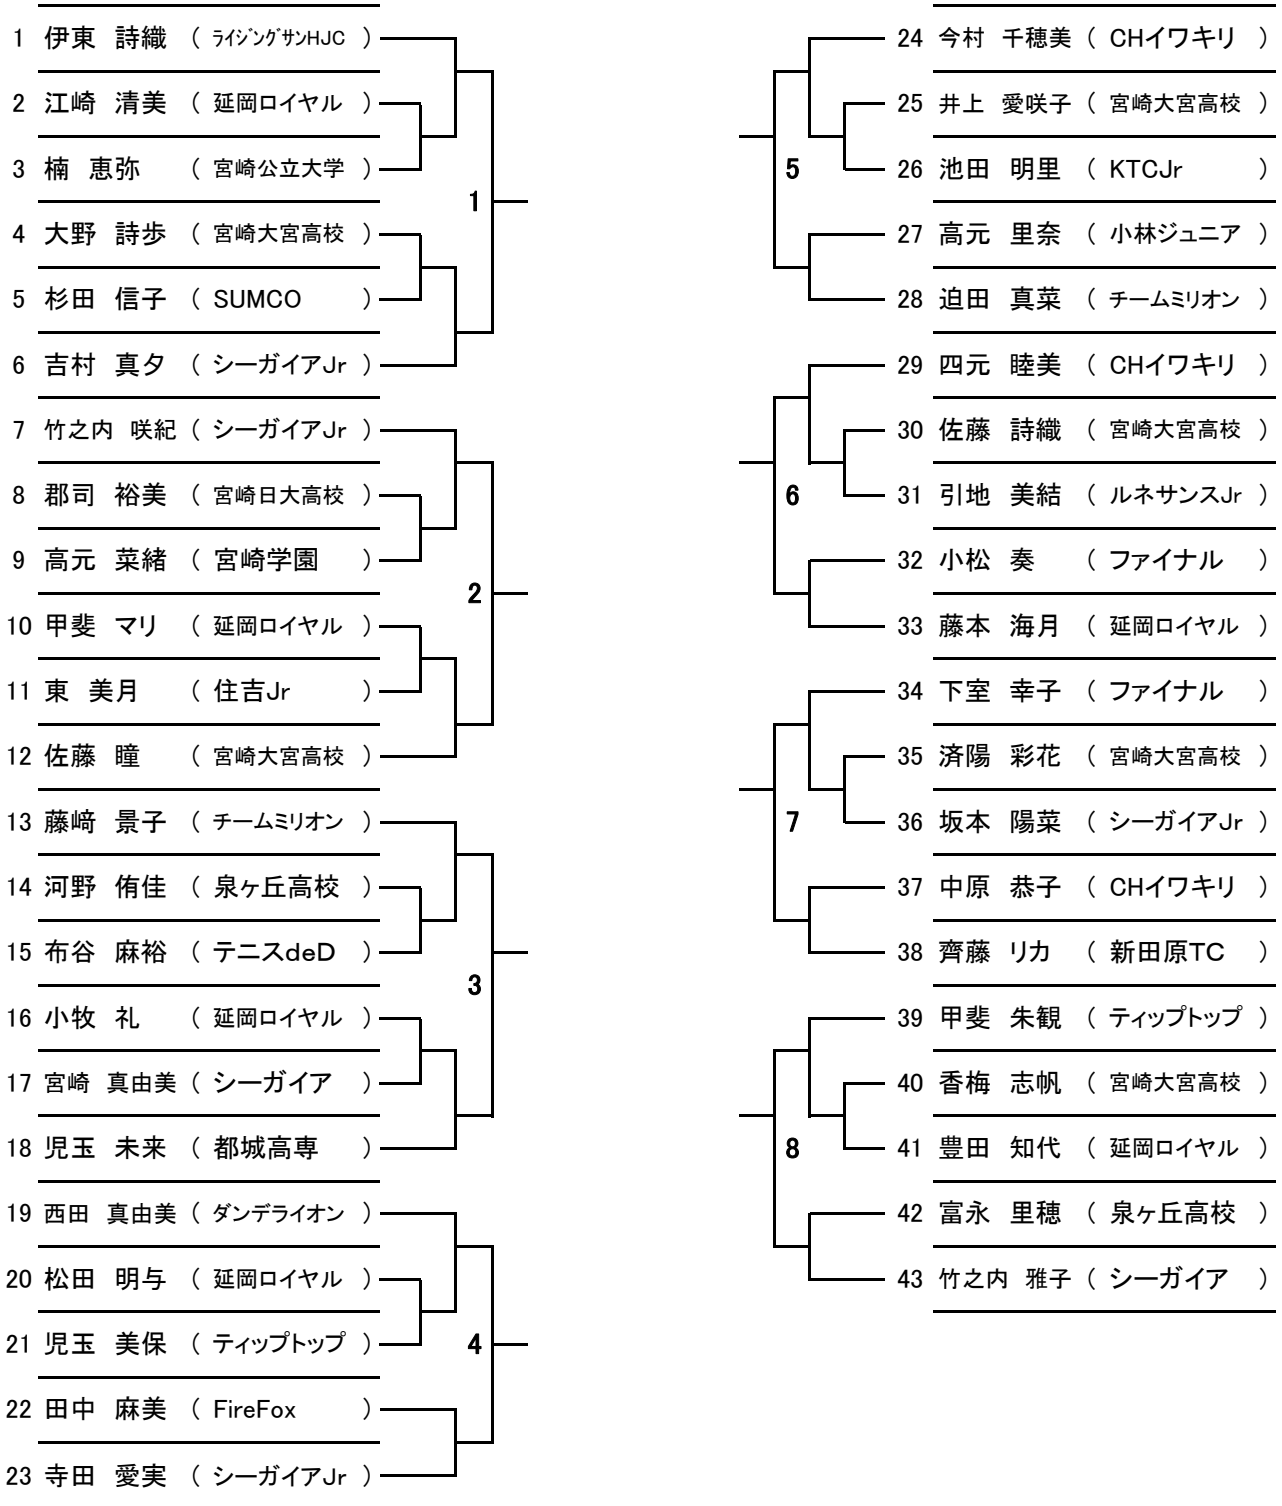 1 伊東 詩織 ( ライジングサンHJC )
2 江崎 清美 ( 延岡ロイヤル )
3 楠 恵弥 ( 宮崎公立大学 )
1
4 大野 詩歩 ( 宮崎大宮高校 )
5 杉田 信子 ( SUMCO )
6 吉村 真夕 ( シーガイアJr )
7 竹之内 咲紀 ( シーガイアJr )
8 郡司 裕美 ( 宮崎日大高校 )
9 高元 菜緒 ( 宮崎学園 )
2
10 甲斐 マリ ( 延岡ロイヤル )
11 東 美月 ( 住吉Jr )
12 佐藤 瞳 ( 宮崎大宮高校 )
13 藤﨑 景子 ( チームミリオン )
14 河野 侑佳 ( 泉ヶ丘高校 )
15 布谷 麻裕 ( テニスdeD )
3
16 小牧 礼 ( 延岡ロイヤル )
17 宮崎 真由美 ( シーガイア )
18 児玉 未来 ( 都城高専 )
19 西田 真由美 ( ダンデライオン )
20 松田 明与 ( 延岡ロイヤル )
21 児玉 美保 ( ティップトップ )
4
22 田中 麻美 ( FireFox )
23 寺田 愛実 ( シーガイアJr )
24 今村 千穂美 ( CHイワキリ )
25 井上 愛咲子 ( 宮崎大宮高校 )
5
26 池田 明里 ( KTCJr )
27 高元 里奈 ( 小林ジュニア )
28 迫田 真菜 ( チームミリオン )
29 四元 睦美 ( CHイワキリ )
30 佐藤 詩織 ( 宮崎大宮高校 )
6
31 引地 美結 ( ルネサンスJr )
32 小松 奏 ( ファイナル )
33 藤本 海月 ( 延岡ロイヤル )
34 下室 幸子 ( ファイナル )
35 済陽 彩花 ( 宮崎大宮高校 )
7
36 坂本 陽菜 ( シーガイアJr )
37 中原 恭子 ( CHイワキリ )
38 齊藤 リカ ( 新田原TC )
39 甲斐 朱観 ( ティップトップ )
40 香梅 志帆 ( 宮崎大宮高校 )
8
41 豊田 知代 ( 延岡ロイヤル )
42 富永 里穂 ( 泉ヶ丘高校 )
43 竹之内 雅子 ( シーガイア )